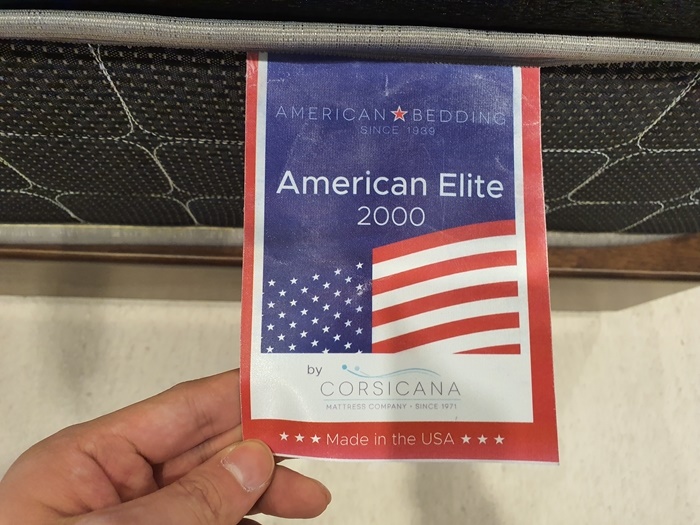 AMERICAN BEDDING
SINCE 1939
American Elite
2000
by
CORSICANA
MATTRESS COMPANY • SINCE 1971
Made in the USA